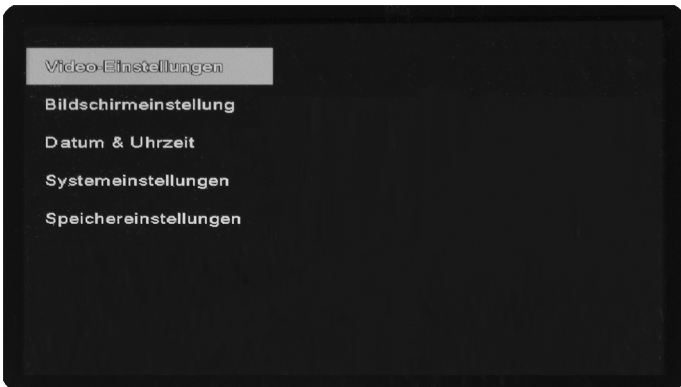 Video-Einstellungen
Bildschirmeinstellung
Datum & Uhrzeit
Systemeinstellungen
Speichereinstellungen